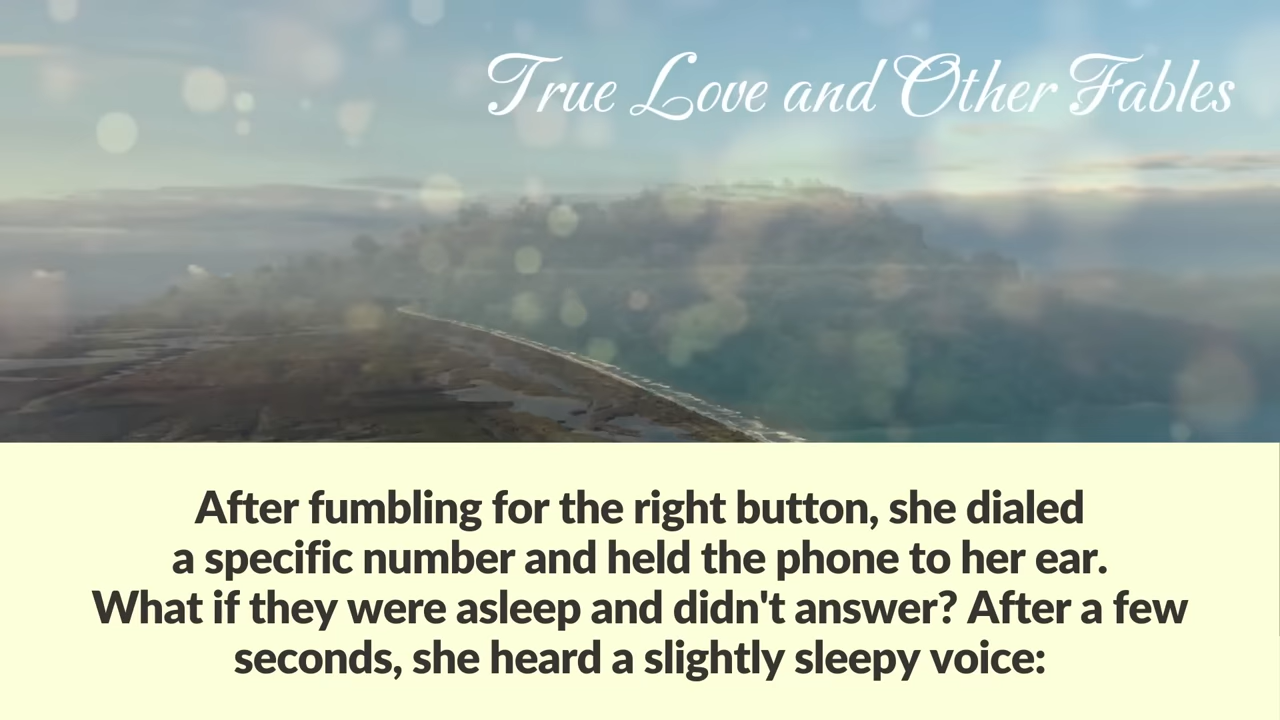 True Love and Other Fables
After fumbling for the right button, she dialed
a specific number and held the phone to her ear.
What if they were asleep and didn't answer? After a few
seconds, she heard a slightly sleepy voice: